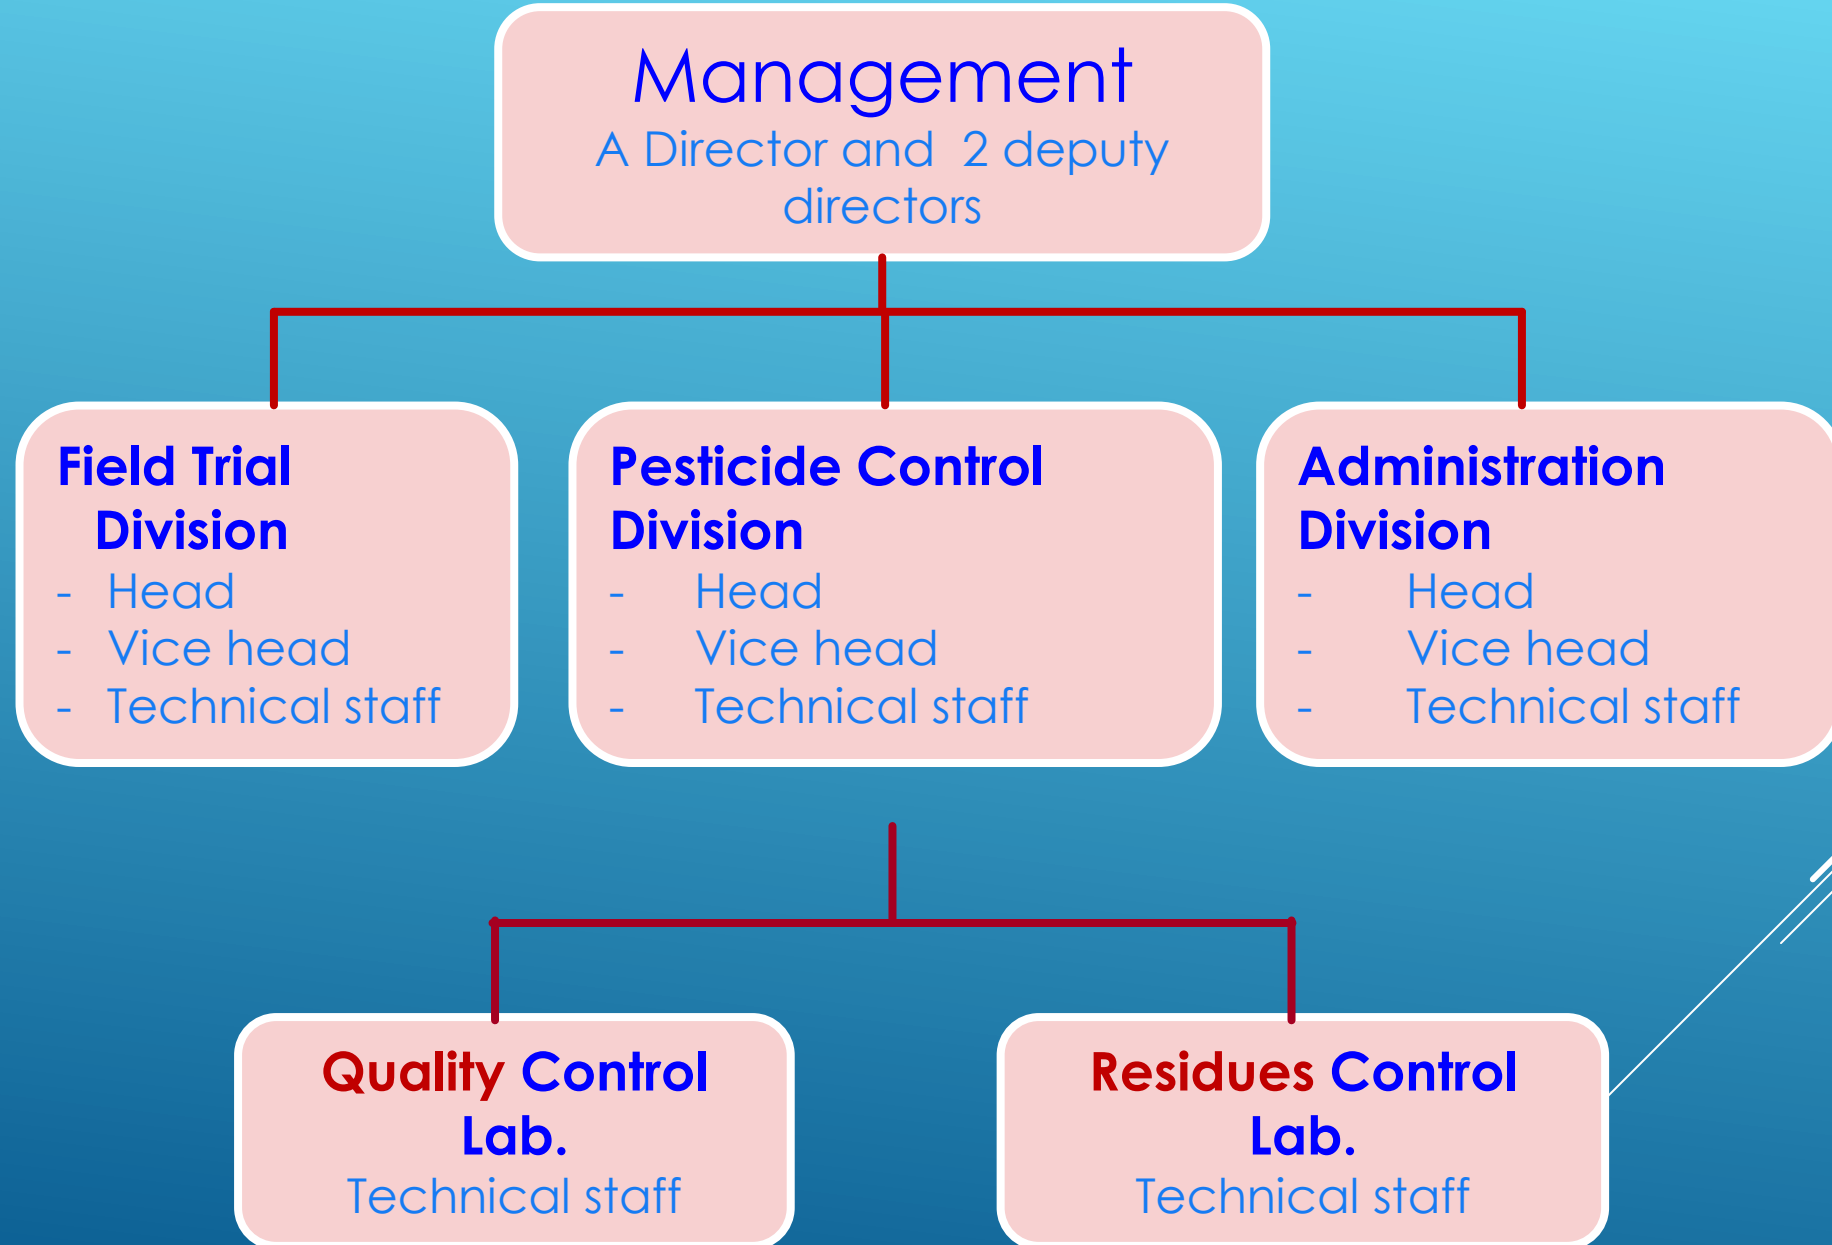 Management
A Director and 2 deputy
directors
Field Trial
Division
- Head
- Vice head
- Technical staff
Pesticide Control
Division
- Head
- Vice head
- Technical staff
Administration
Division
- Head
- Vice head
- Technical staff
Quality Control
Lab.
Technical staff
Residues Control
Lab.
Technical staff